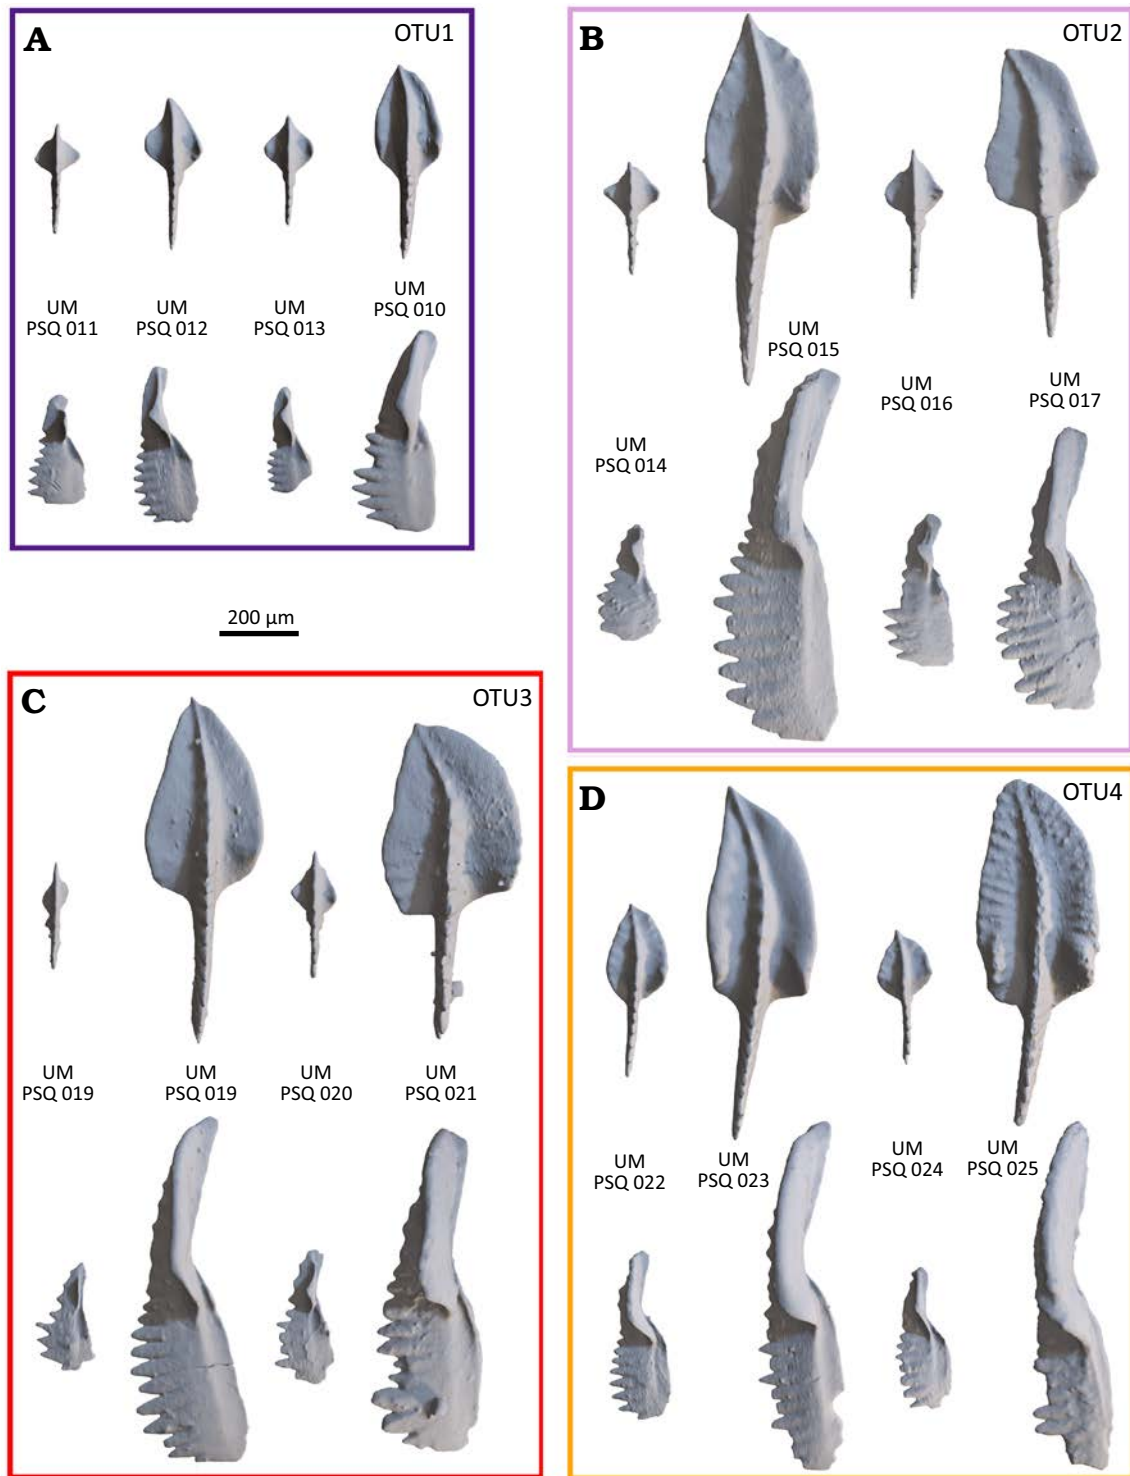 A
OTU1
UM
PSQ 011
UM
PSQ 012
UM
PSQ 013
UM
PSQ 010
B
OTU2
UM
PSQ 014
UM
PSQ 015
UM
PSQ 016
UM
PSQ 017
200 µm
C
OTU3
UM
PSQ 019
UM
PSQ 019
UM
PSQ 020
UM
PSQ 021
D
OTU4
UM
PSQ 022
UM
PSQ 023
UM
PSQ 024
UM
PSQ 025